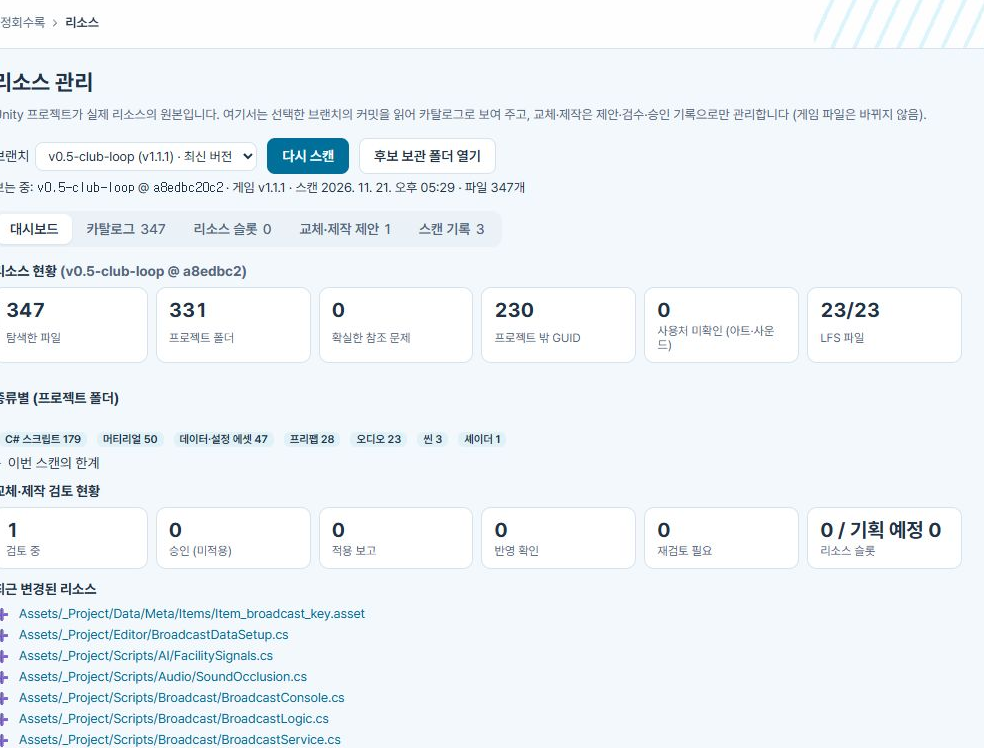 정회수록 > 리소스
리소스 관리
Unity 프로젝트가 실제 리소스의 원본입니다. 여기서는 선택한 브랜치의 커밋을 읽어 카탈로그로 보여 주고, 교체·제작은 제안·검수·승인 기록으로만 관리합니다 (게임 파일은 바뀌지 않음).
브랜치 v0.5-club-loop (v1.1.1) · 최신 버전 다시 스캔 후보 보관 폴더 열기
보는 중: v0.5-club-loop @ a8edbc20c2 · 게임 v1.1.1 · 스캔 2026. 11. 21. 오후 05:29 · 파일 347개
대시보드 카탈로그 347 리소스 슬롯 0 교체·제작 제안 1 스캔 기록 3
리소스 현황 (v0.5-club-loop @ a8edbc2)
347 331 0 230 0 23/23
탐색한 파일 프로젝트 폴더 확실한 참조 문제 프로젝트 밖 GUID 사용처 미확인 (아트·사운드) LFS 파일
종류별 (프로젝트 폴더)
C# 스크립트 179 머티리얼 50 데이터·설정 에셋 47 프리팹 28 오디오 23 씬 3 셰이더 1
이번 스캔의 한계
교체·제작 검토 현황
1 0 0 0 0 0 / 기획 예정 0
검토 중 승인 (미적용) 적용 보고 반영 확인 재검토 필요 리소스 슬롯
최근 변경된 리소스
Assets/_Project/Data/Meta/Items/Item_broadcast_key.asset
Assets/_Project/Editor/BroadcastDataSetup.cs
Assets/_Project/Scripts/AI/FacilitySignals.cs
Assets/_Project/Scripts/Audio/SoundOcclusion.cs
Assets/_Project/Scripts/Broadcast/BroadcastConsole.cs
Assets/_Project/Scripts/Broadcast/BroadcastLogic.cs
Assets/_Project/Scripts/Broadcast/BroadcastService.cs